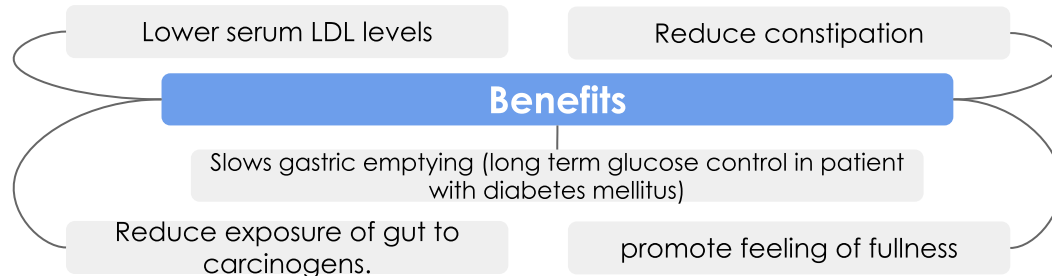 Lower serum LDL levels
Reduce constipation
Benefits
Slows gastric emptying (long term glucose control in patient
with diabetes mellitus)
Reduce exposure of gut to
carcinogens.
promote feeling of fullness